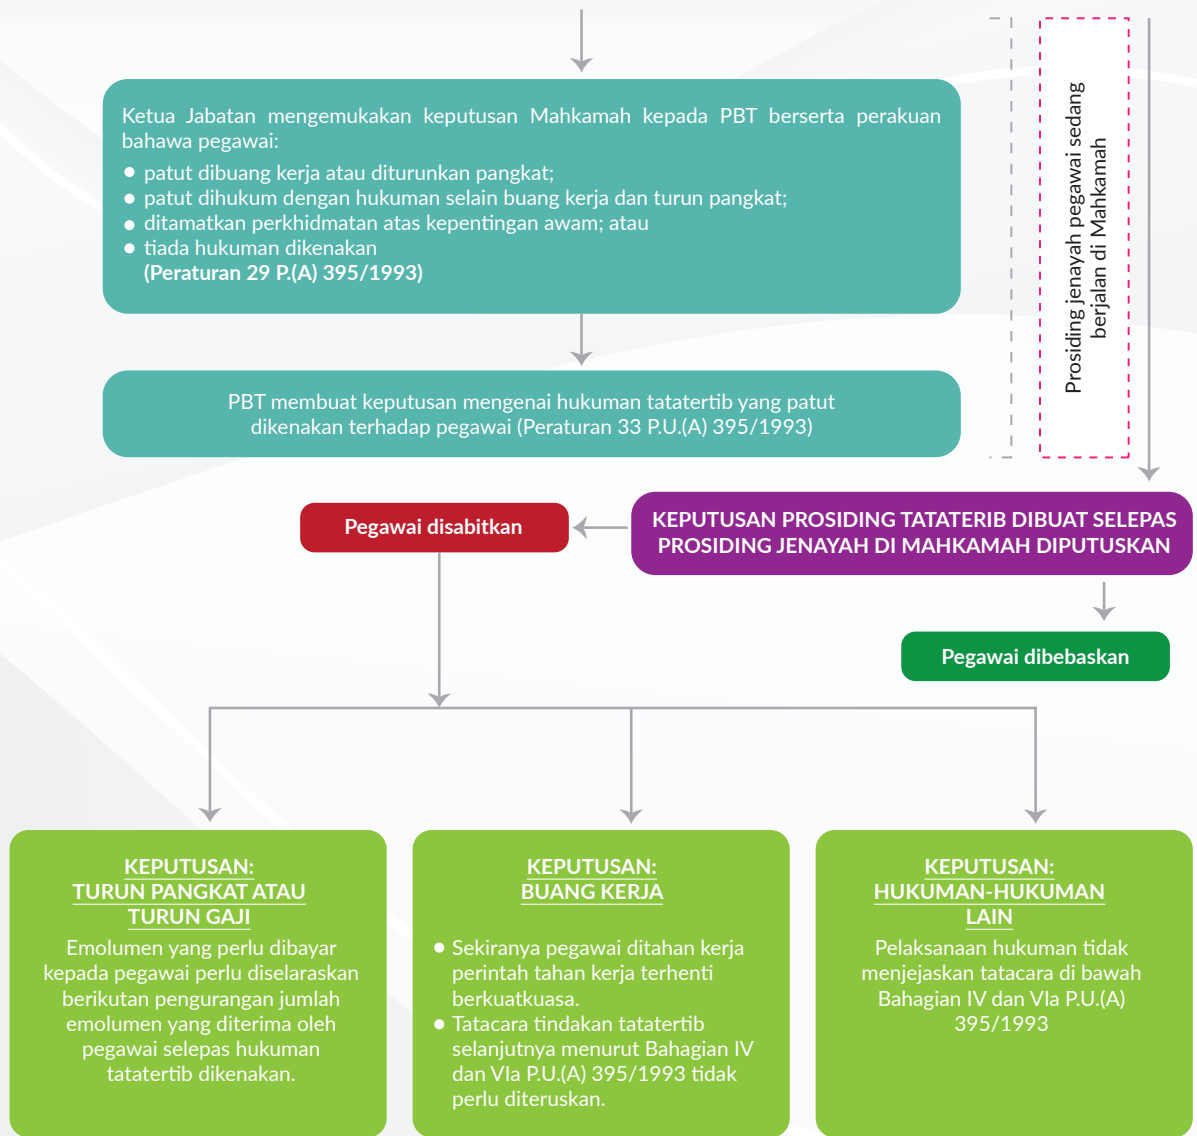 Ketua Jabatan mengemukakan keputusan Mahkamah kepada PBT berserta perakuan
bahawa pegawai:
● patut dibuang kerja atau diturunkan pangkat;
● patut dihukum dengan hukuman selain buang kerja dan turun pangkat;
● ditamatkan perkhidmatan atas kepentingan awam; atau
● tiada hukuman dikenakan
(Peraturan 29 P.(A) 395/1993)
Prosiding jenayah pegawai sedang
berjalan di Mahkamah
PBT membuat keputusan mengenai hukuman tatatertib yang patut
dikenakan terhadap pegawai (Peraturan 33 P.U.(A) 395/1993)
KEPUTUSAN PROSIDING TATATERIB DIBUAT SELEPAS
PROSIDING JENAYAH DI MAHKAMAH DIPUTUSKAN
Pegawai disabitkan
Pegawai dibebaskan
KEPUTUSAN:
TURUN PANGKAT ATAU
TURUN GAJI
Emolumen yang perlu dibayar
kepada pegawai perlu diselaraskan
berikutan pengurangan jumlah
emolumen yang diterima oleh
pegawai selepas hukuman
tatatertib dikenakan.
KEPUTUSAN:
BUANG KERJA
● Sekiranya pegawai ditahan kerja
perintah tahan kerja terhenti
berkuatkuasa.
● Tatacara tindakan tatatertib
selanjutnya menurut Bahagian IV
dan VIa P.U.(A) 395/1993 tidak
perlu diteruskan.
KEPUTUSAN:
HUKUMAN-HUKUMAN
LAIN
Pelaksanaan hukuman tidak
menjejaskan tatacara di bawah
Bahagian IV dan VIa P.U.(A)
395/1993